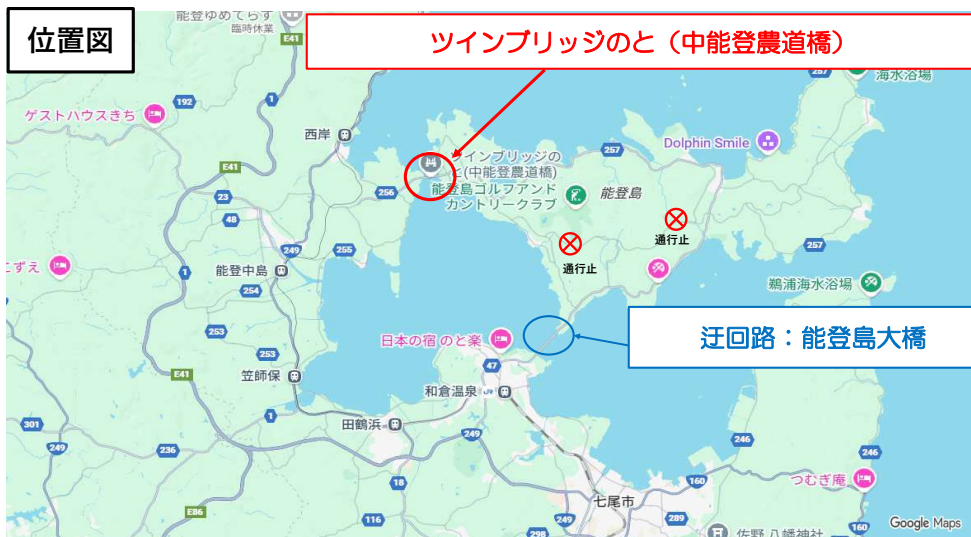 位置図
ツインブリッジのと（中能登農道橋）
能登ゆめてらす
臨時休業
E41
257
海水浴場
1
192
ゲストハウスきち
西岸
ツインブリッジの
と(中能登農道橋)
257
Dolphin Smile
E41
能登島ゴルフアンド
カントリークラブ
能登島
256
23
48
通行止
通行止
249
255
257
こずえ
1
能登中島
254
鵜浦海水浴場
253
日本の宿 のと楽
迂回路：能登島大橋
253
47
笠師保
E41
和倉温泉
JR
1
田鶴浜
301
249
236
249
246
246
18
160
つむぎ庵
七尾市
E86
116
249
289
298
佐野 八幡神社
160
Google Maps